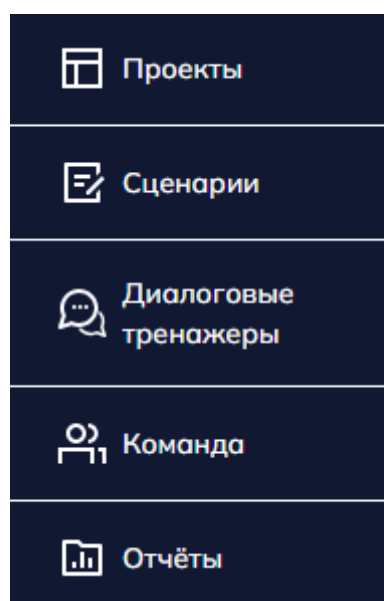 Проекты
Сценарии
Диалоговые
тренажеры
Команда
Отчёты